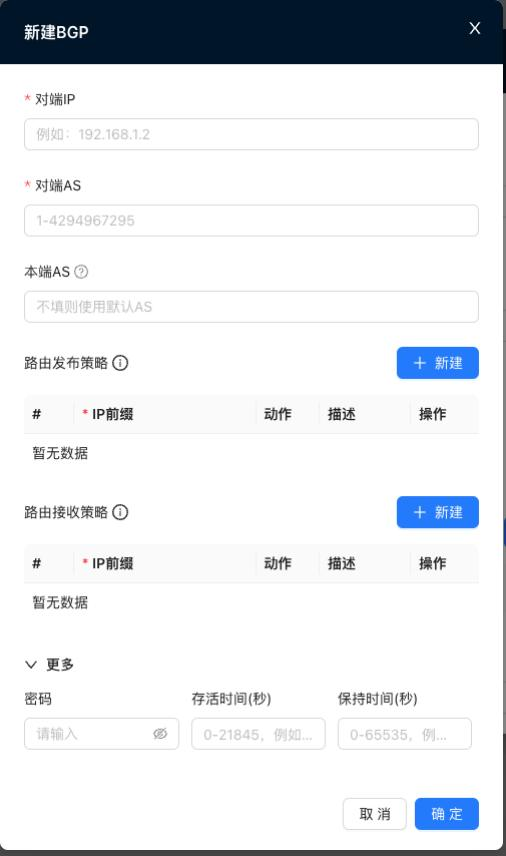 新建BGP
* 对端IP
例如：192.168.1.2
* 对端AS
1-4294967295
本端AS
不填则使用默认AS
路由发布策略 新建
# * IP前缀 动作 描述 操作
暂无数据
路由接收策略 新建
# * IP前缀 动作 描述 操作
暂无数据
更多
密码 存活时间(秒) 保持时间(秒)
请输入 0-21845，例如... 0-65535，例...
取 消 确 定